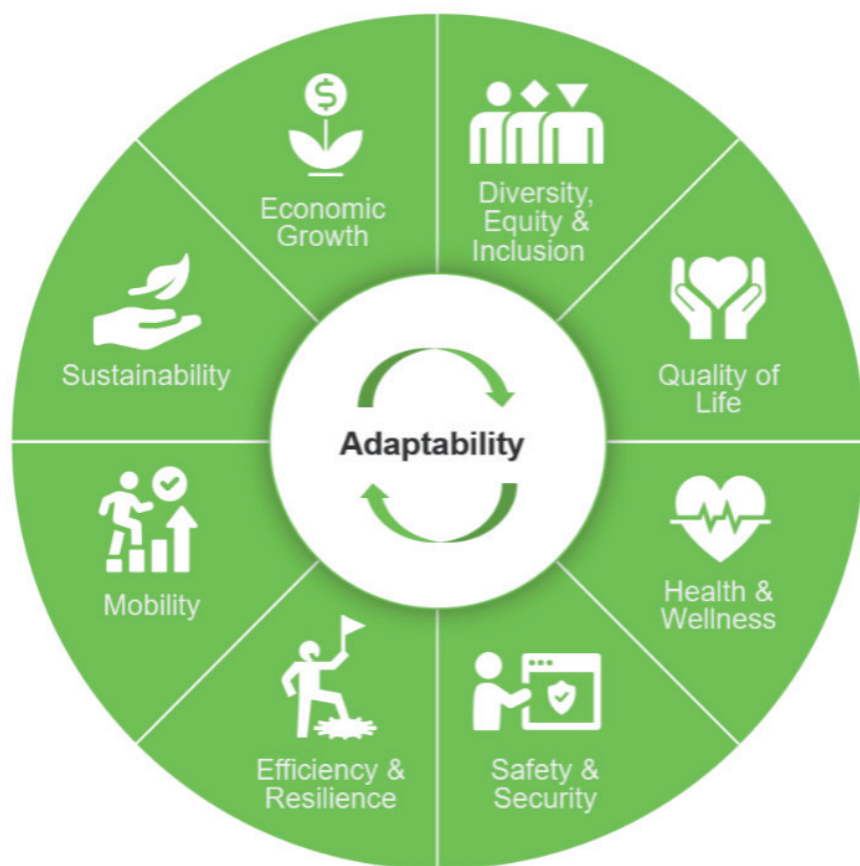 Economic
Growth
Diversity,
Equity &
Inclusion
Quality of
Life
Health &
Wellness
Safety &
Security
Efficiency &
Resilience
Mobility
Sustainability
Adaptability